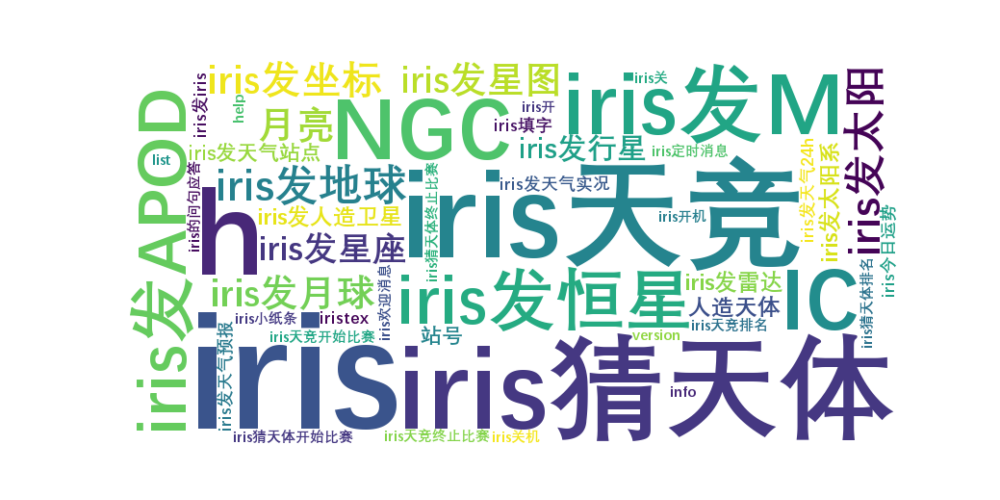 iris发坐标
iris发星图
iris关
iris发M
iris发太阳
iris发iris
help
iris发APOD
月亮
NGC
iris开
iris填字
iris发行星
iris定时消息
iris发天气24h
iris发太阳系
list
iris发天气站点
iris的问句应答
iris发地球
h
iris猜天体终止比赛
iris天竞
iris发天气实况
iris开机
iris发人造卫星
iris发星座
iris今日运势
iris发月球
iris欢迎消息
iris发恒星
iris发雷达
人造天体
IC
iris猜天体排名
iris小纸条
iristex
iris天竞排名
iris发天气预报
iris
iris天竞开始比赛
站号
version
iris猜天体
info
iris猜天体开始比赛
iris天竞终止比赛
iris关机